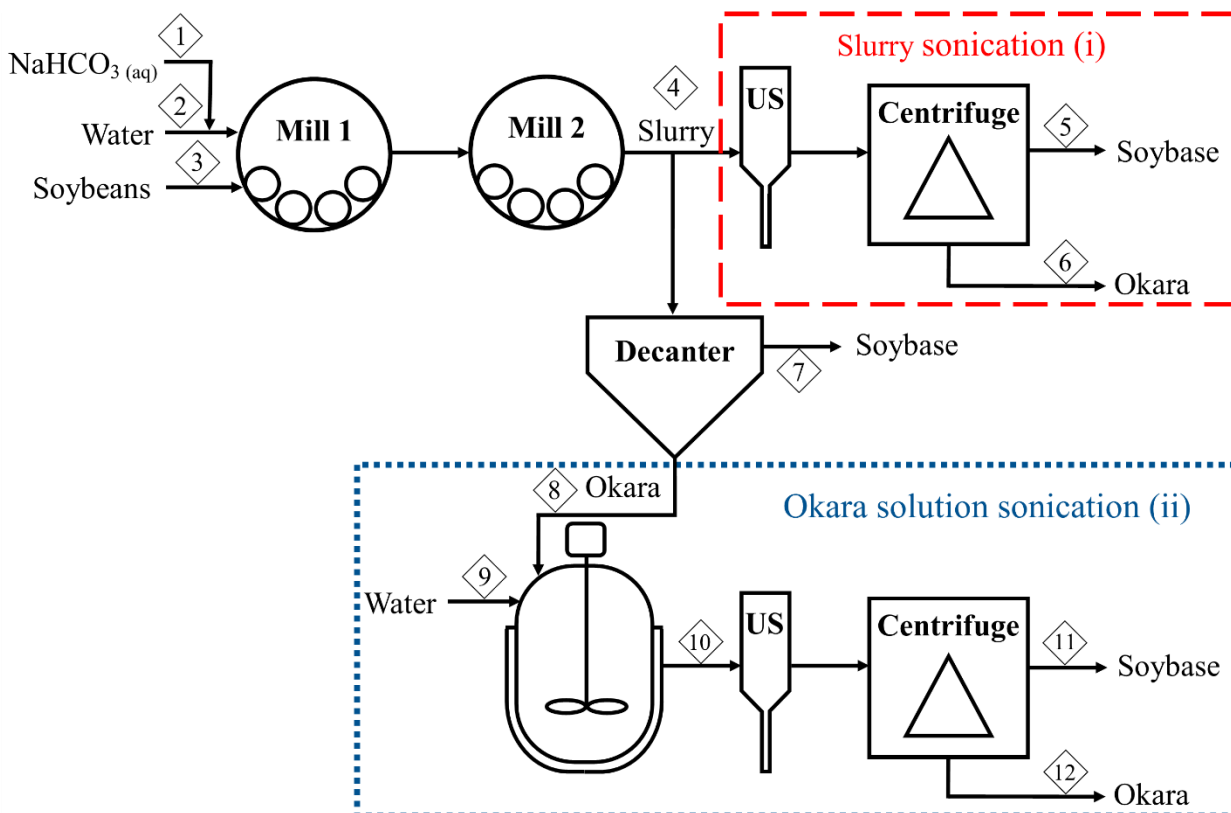 1
Slurry sonication (i)
NaHCO₃ (aq)
2
Water
3
Soybeans
Mill 1
Mill 2
4
Slurry
US
Centrifuge
5
Soybase
6
Okara
Decanter
7
Soybase
8
Okara
Okara solution sonication (ii)
9
Water
10
US
Centrifuge
11
Soybase
12
Okara